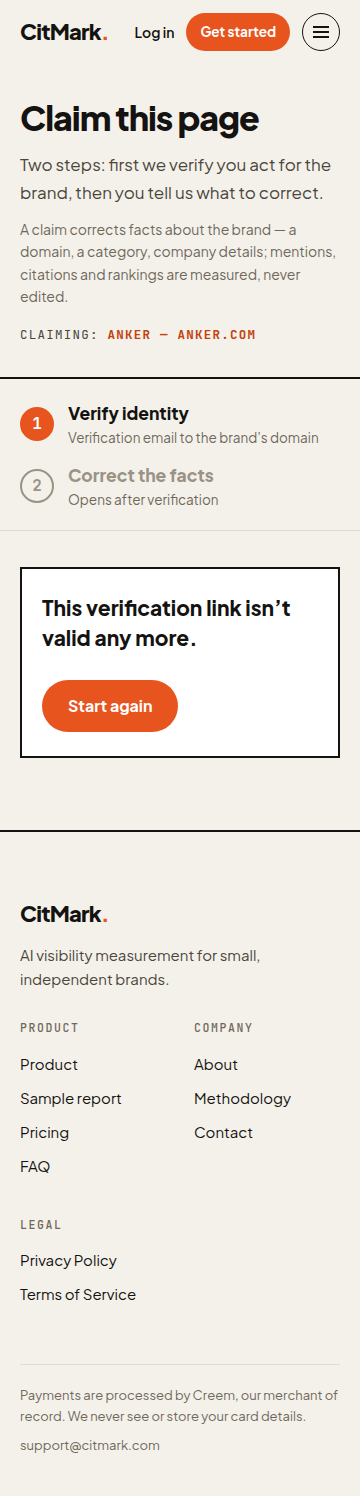 CitMark.
Log in
Get started
Claim this page
Two steps: first we verify you act for the
brand, then you tell us what to correct.
A claim corrects facts about the brand — a
domain, a category, company details; mentions,
citations and rankings are measured, never
edited.
CLAIMING: ANKER — ANKER.COM
1
Verify identity
Verification email to the brand’s domain
2
Correct the facts
Opens after verification
This verification link isn’t
valid any more.
Start again
CitMark.
AI visibility measurement for small,
independent brands.
PRODUCT
Product
Sample report
Pricing
FAQ
COMPANY
About
Methodology
Contact
LEGAL
Privacy Policy
Terms of Service
Payments are processed by Creem, our merchant of
record. We never see or store your card details.
support@citmark.com